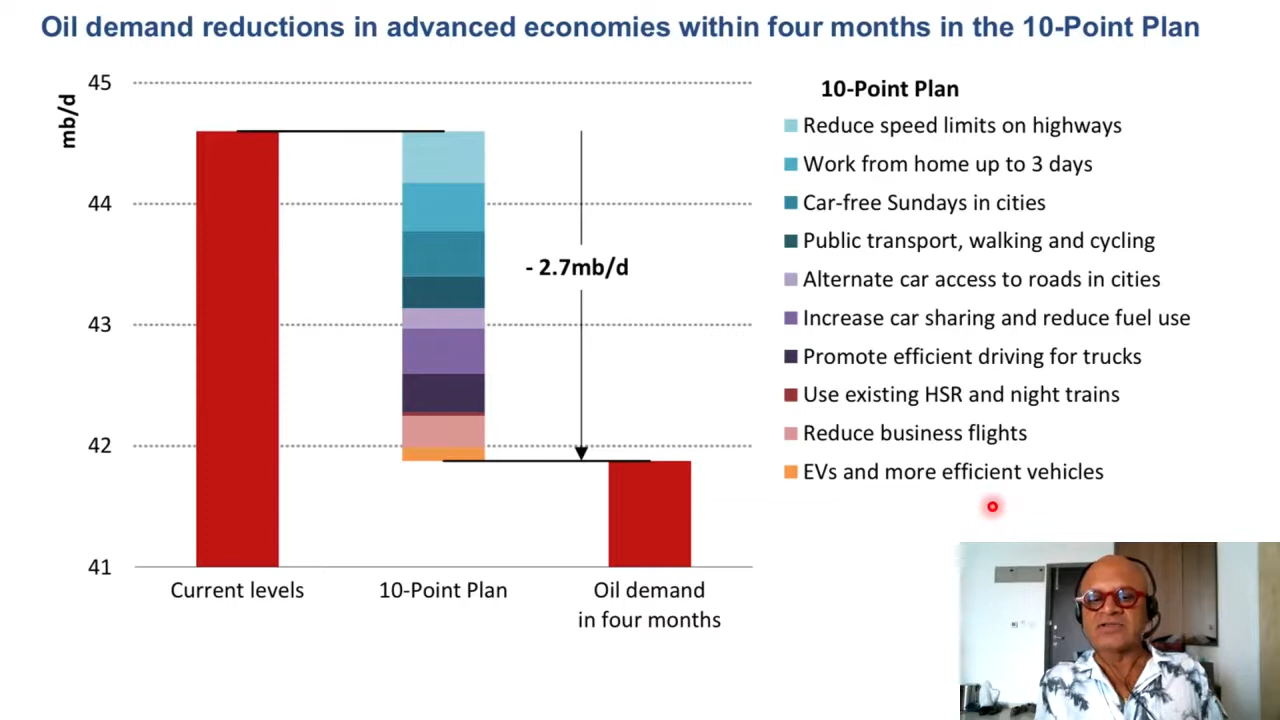 Oil demand reductions in advanced economies within four months in the 10-Point Plan
mb/d
45
44
43
42
41
- 2.7mb/d
Current levels
10-Point Plan
Oil demand
in four months
10-Point Plan
Reduce speed limits on highways
Work from home up to 3 days
Car-free Sundays in cities
Public transport, walking and cycling
Alternate car access to roads in cities
Increase car sharing and reduce fuel use
Promote efficient driving for trucks
Use existing HSR and night trains
Reduce business flights
EVs and more efficient vehicles